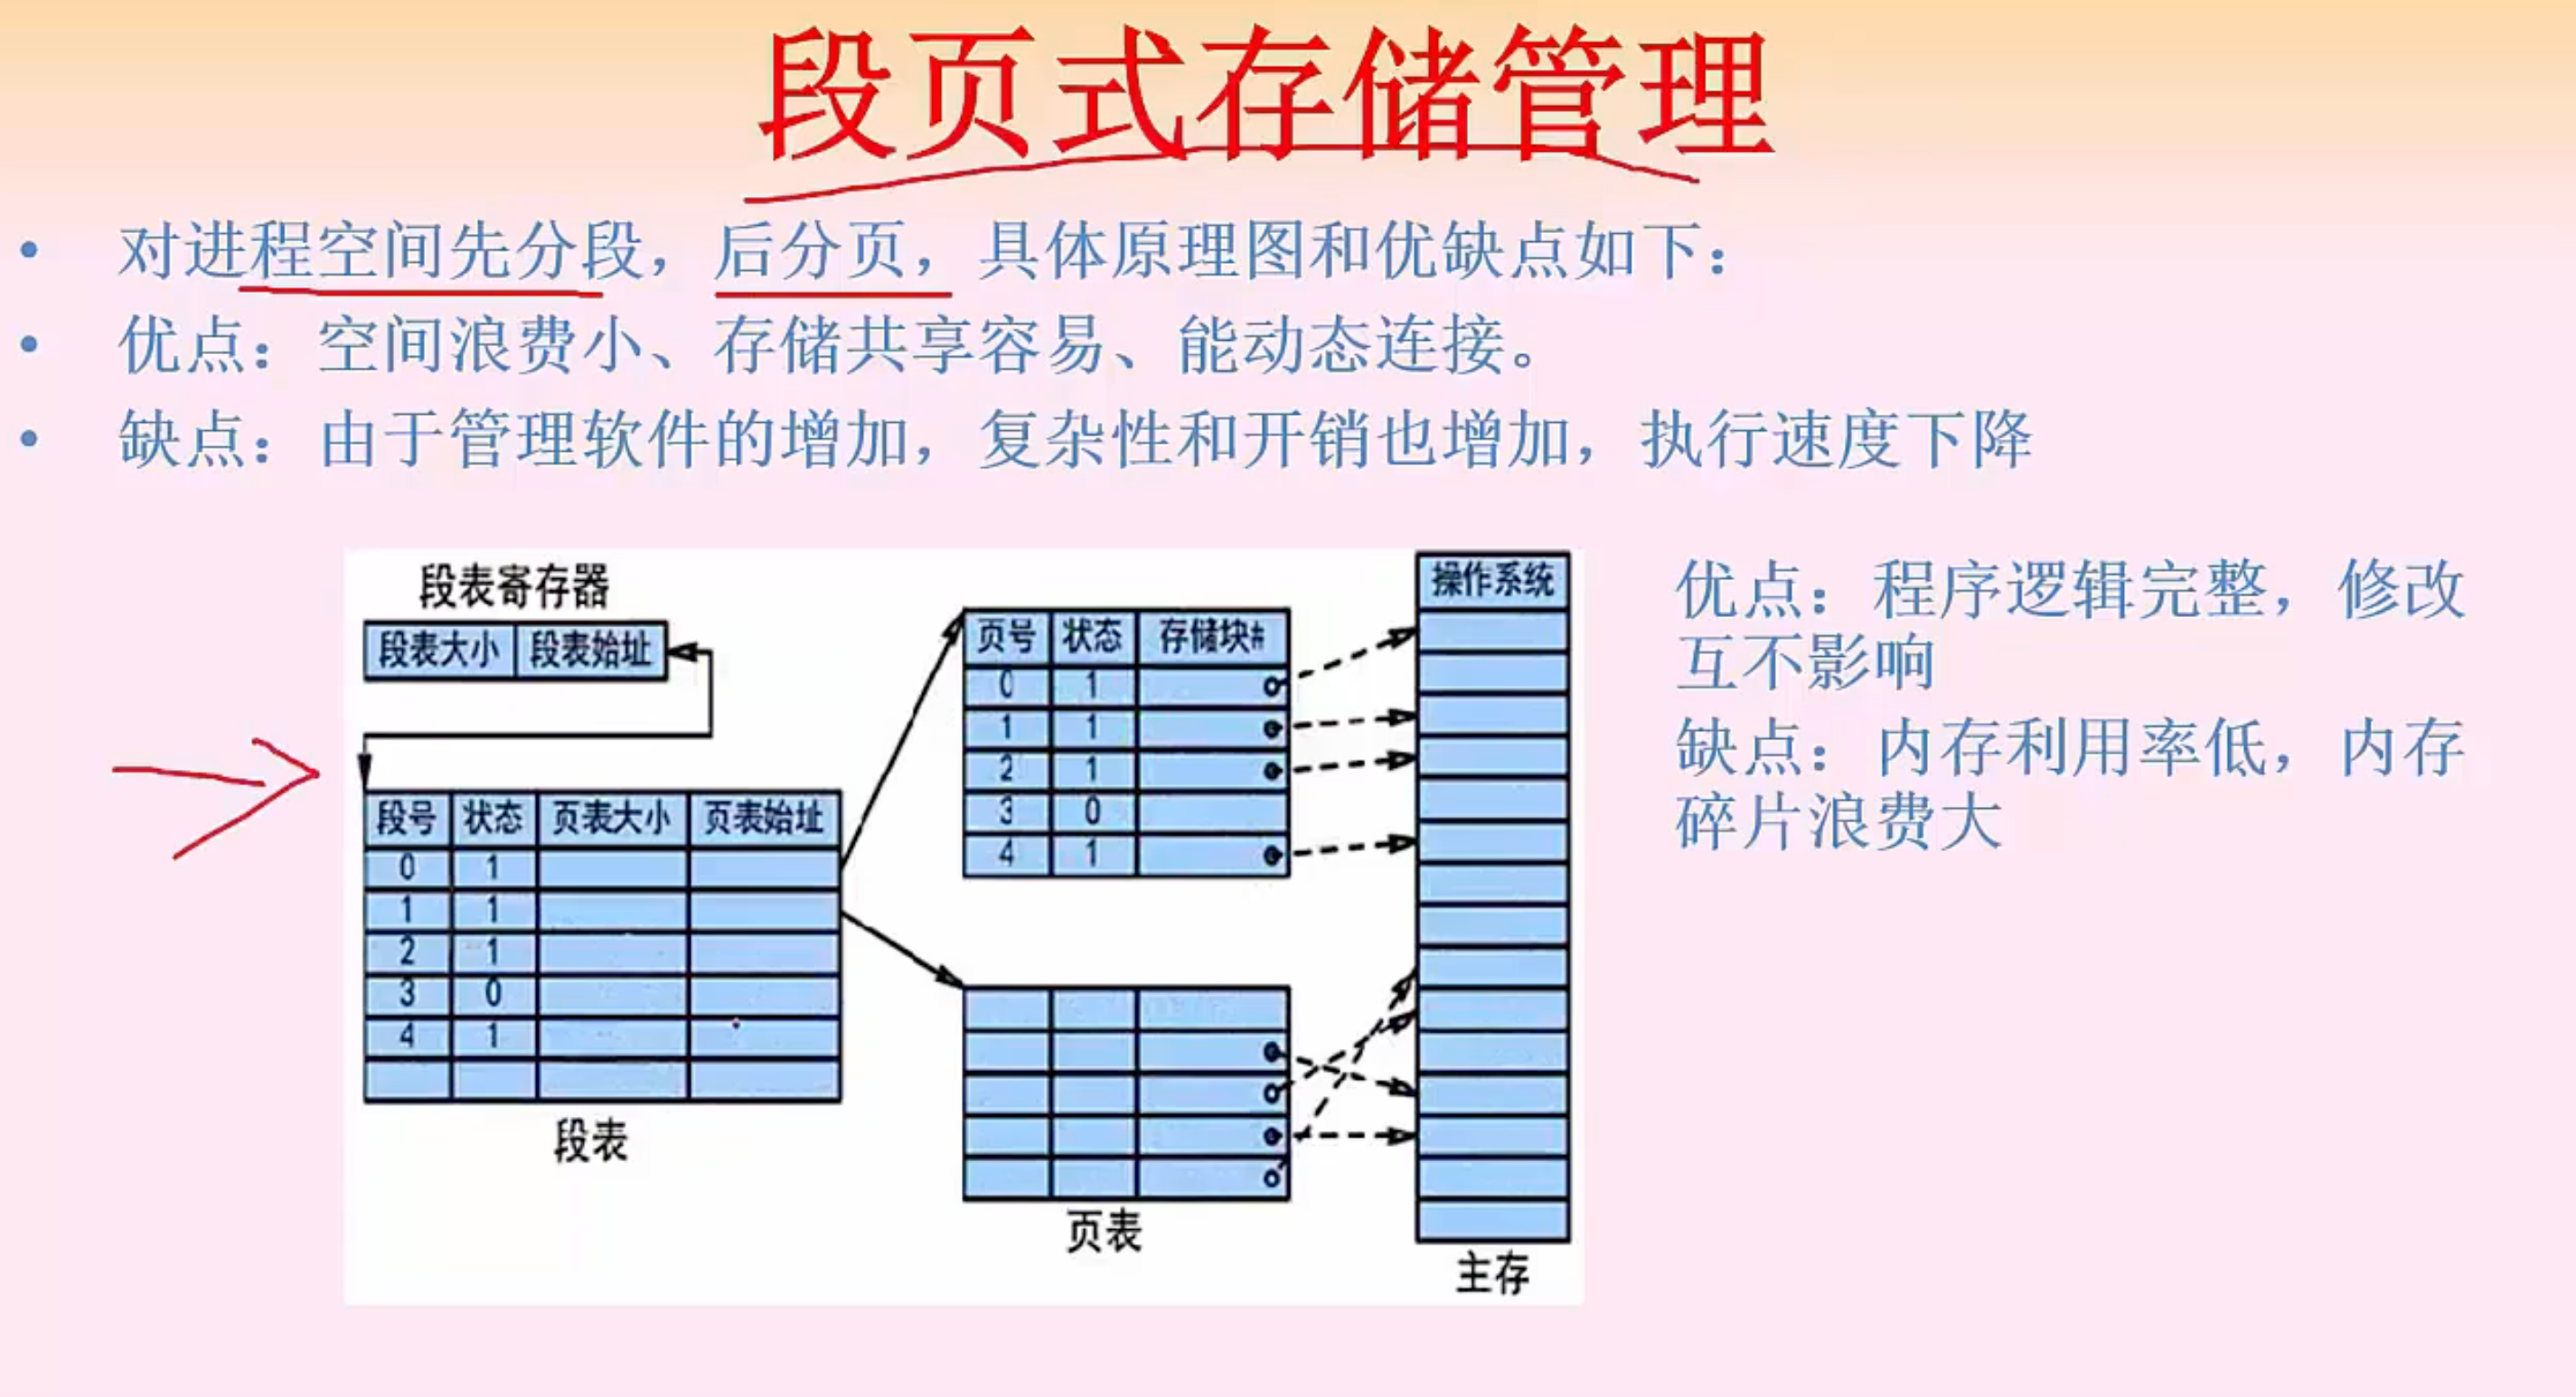 段页式存储管理
• 对进程空间先分段，后分页，具体原理图和优缺点如下：
• 优点：空间浪费小、存储共享容易、能动态连接。
• 缺点：由于管理软件的增加，复杂性和开销也增加，执行速度下降
段表寄存器
段表大小 段表始址
段号 状态 页表大小 页表始址
0 1
1 1
2 1
3 0
4 1
段表
页号 状态 存储块#
0 1
1 1
2 1
3 0
4 1
页表
操作系统
主存
优点：程序逻辑完整，修改
互不影响
缺点：内存利用率低，内存
碎片浪费大